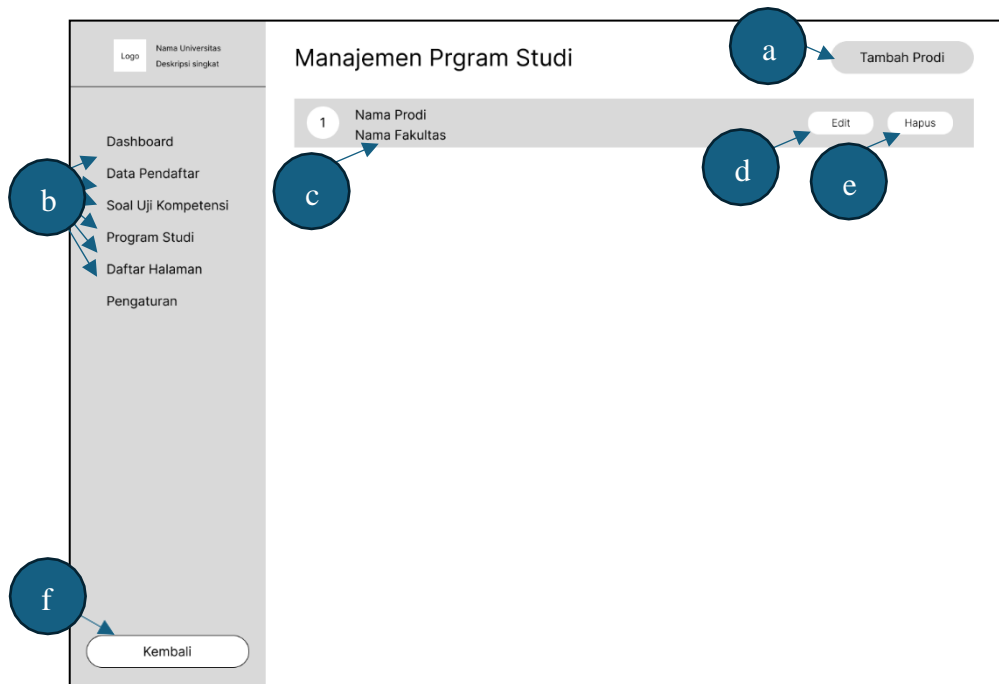 Logo
Nama Universitas
Deskripsi singkat
Manajemen Prgram Studi
a
Tambah Prodi
1
Nama Prodi
Nama Fakultas
Edit
Hapus
Dashboard
Data Pendaftar
Soal Uji Kompetensi
Program Studi
Daftar Halaman
Pengaturan
b
c
d
e
f
Kembali